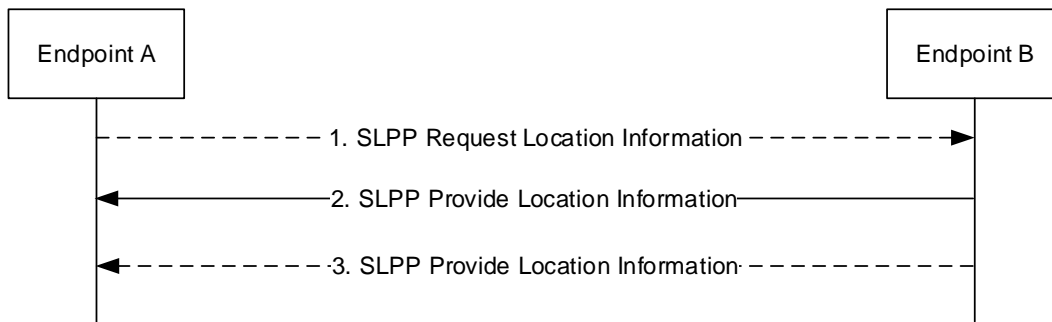 Endpoint A
Endpoint B
1. SLPP Request Location Information
2. SLPP Provide Location Information
3. SLPP Provide Location Information